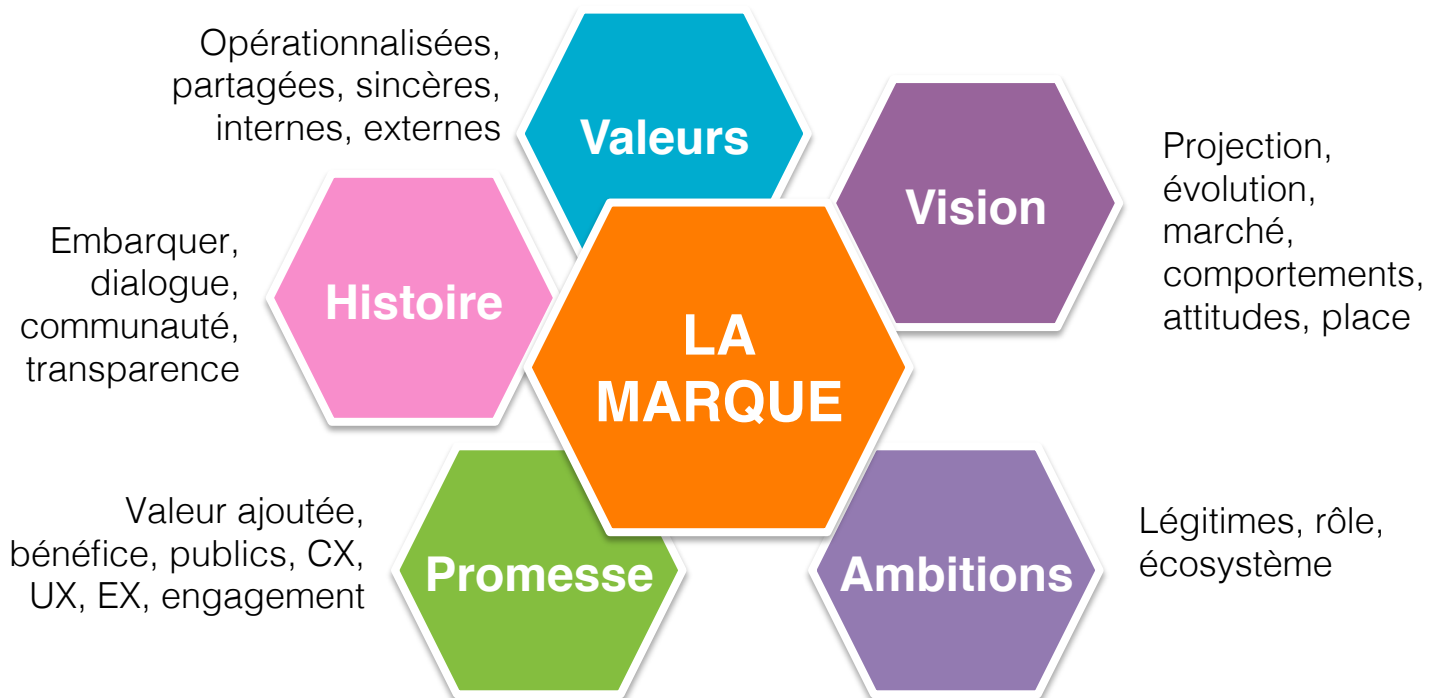 Opérationnalisées,
partagées, sincères,
internes, externes
Valeurs
Vision
Projection,
évolution,
marché,
comportements,
attitudes, place
Embarquer,
dialogue,
communauté,
transparence
Histoire
LA
MARQUE
Valeur ajoutée,
bénéfice, publics, CX,
UX, EX, engagement
Promesse
Ambitions
Légitimes, rôle,
écosystème